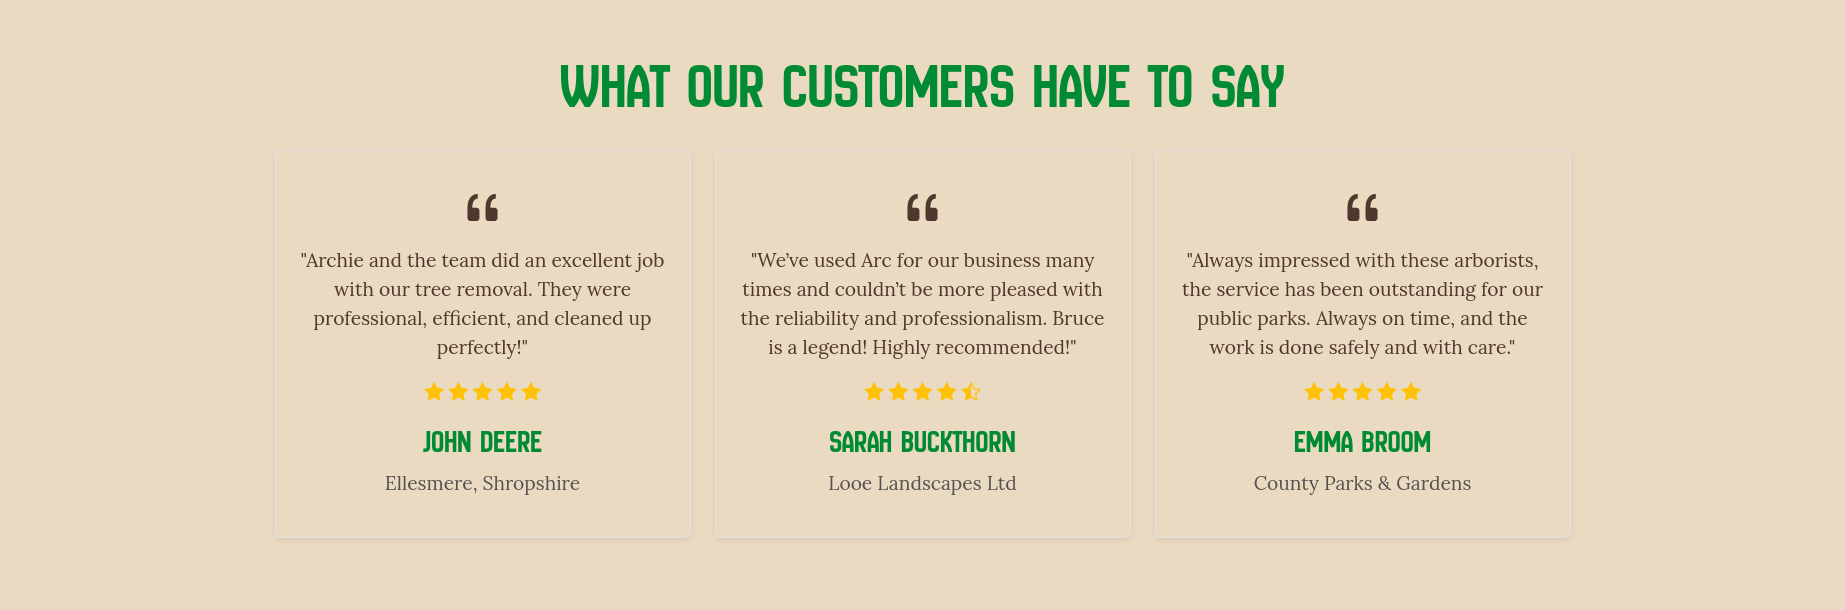 WHAT OUR CUSTOMERS HAVE TO SAY
"Archie and the team did an excellent job
with our tree removal. They were
professional, efficient, and cleaned up
perfectly!"
JOHN DEERE
Ellesmere, Shropshire
"We’ve used Arc for our business many
times and couldn’t be more pleased with
the reliability and professionalism. Bruce
is a legend! Highly recommended!"
SARAH BUCKTHORN
Looe Landscapes Ltd
"Always impressed with these arborists,
the service has been outstanding for our
public parks. Always on time, and the
work is done safely and with care."
EMMA BROOM
County Parks & Gardens